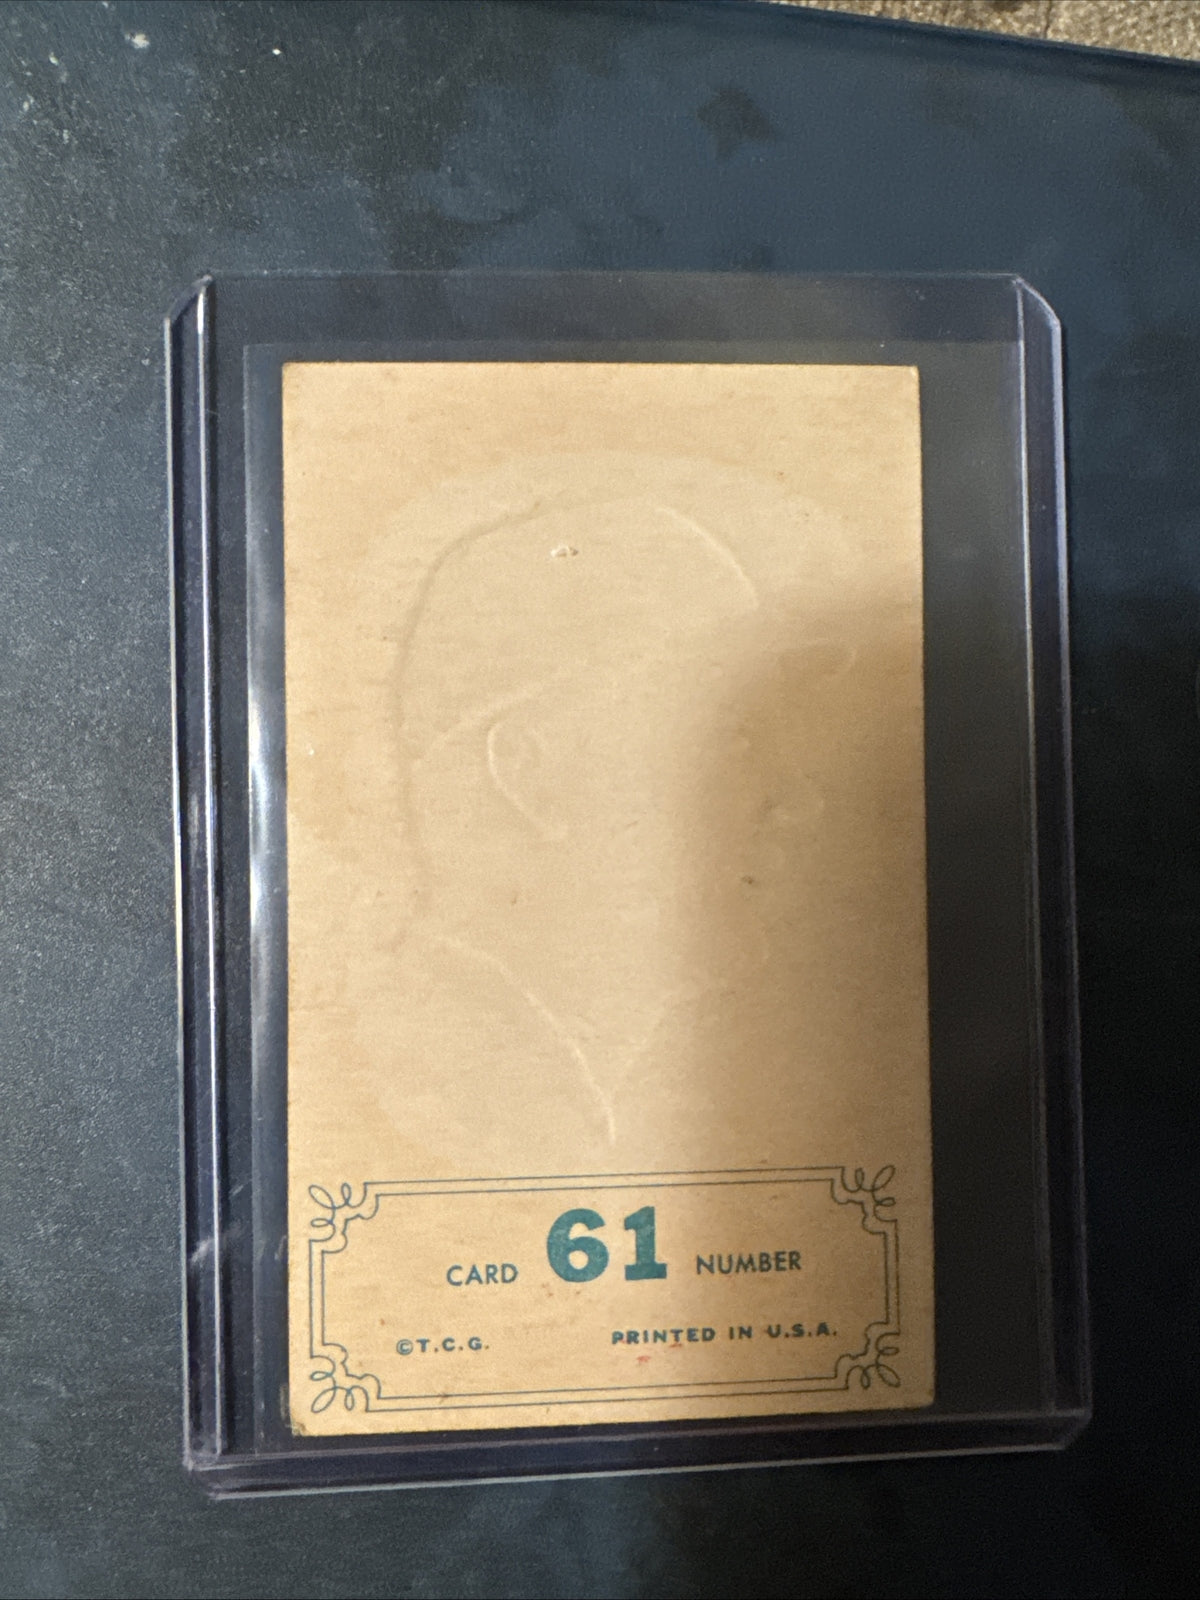 CARD 61 NUMBER
©T.C.G. PRINTED IN U.S.A.